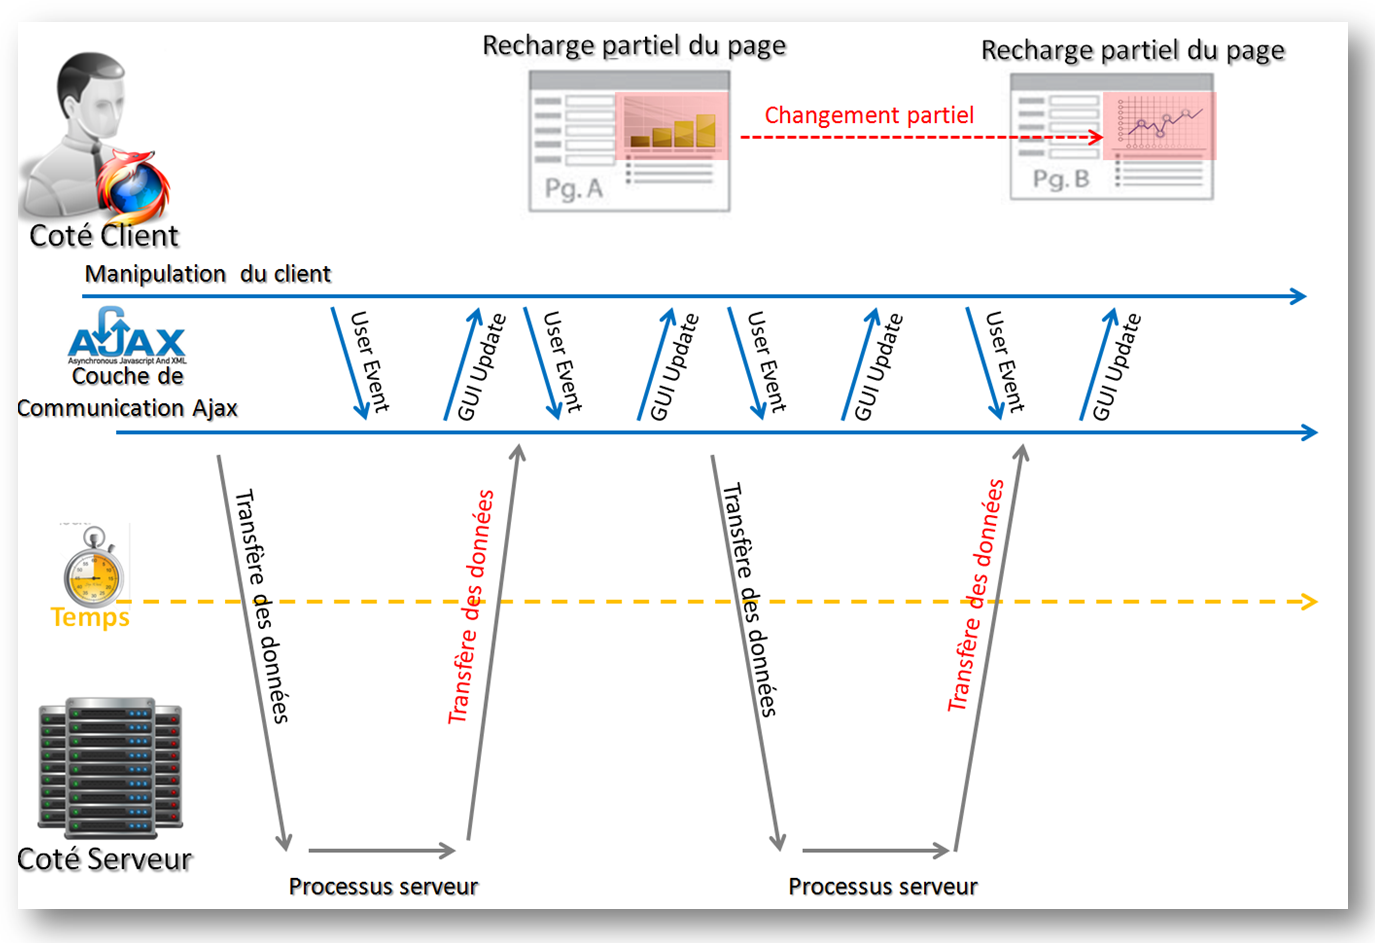 Recharge partiel du page
Recharge partiel du page
Changement partiel
Pg. A
Pg. B
Coté Client
Manipulation du client
AJAX
Asynchronous Javascript And XML
Couche de
Communication Ajax
User Event
GUI Update
User Event
GUI Update
User Event
GUI Update
User Event
GUI Update
Transfère des données
Transfère des données
Transfère des données
Transfère des données
Temps
Coté Serveur
Processus serveur
Processus serveur